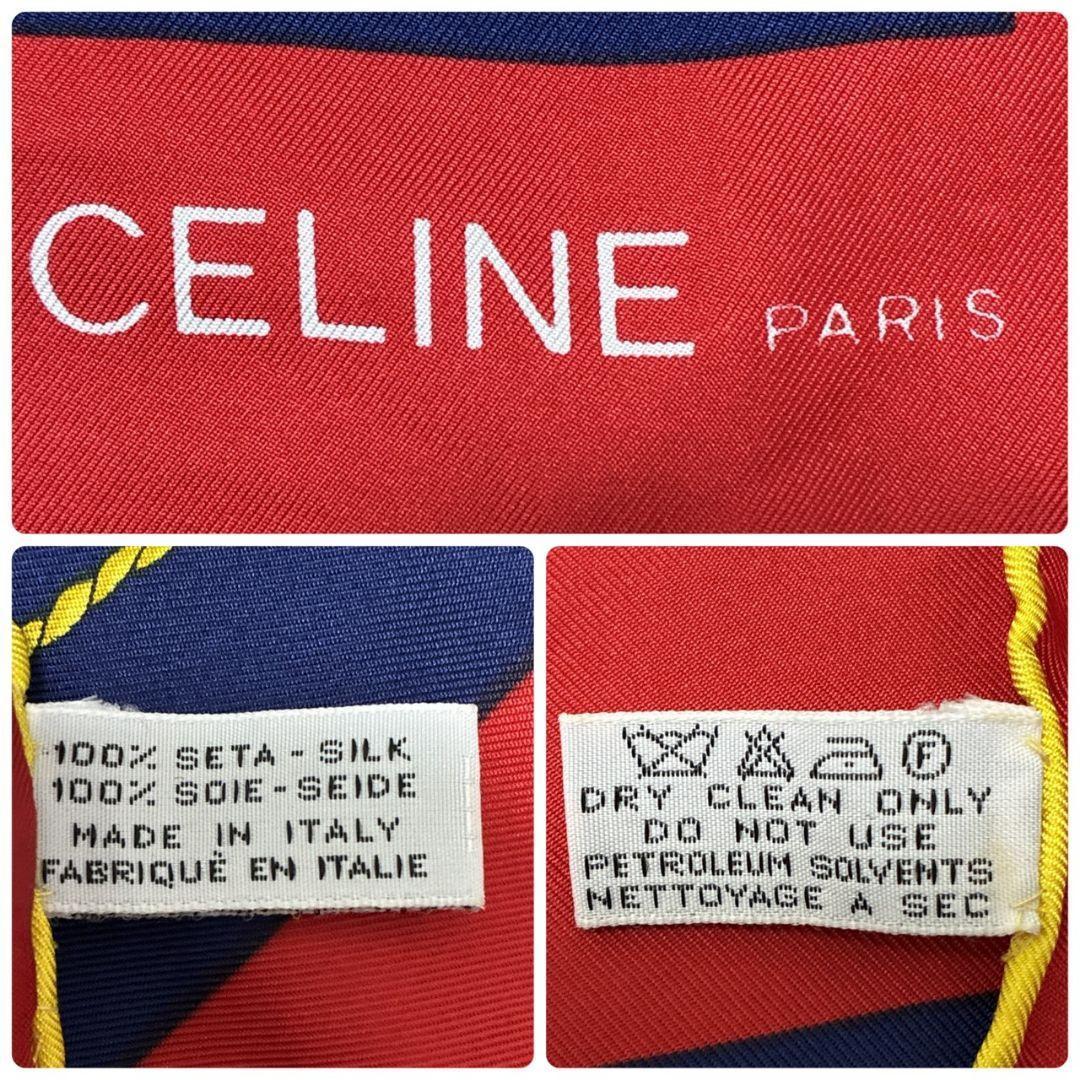 CELINE PARIS
100% SETA - SILK
100% SOIE - SEIDE
MADE IN ITALY
FABRIQUÉ EN ITALIE
F
DRY CLEAN ONLY
DO NOT USE
PETROLEUM SOLVENTS
NETTOYAGE A SEC